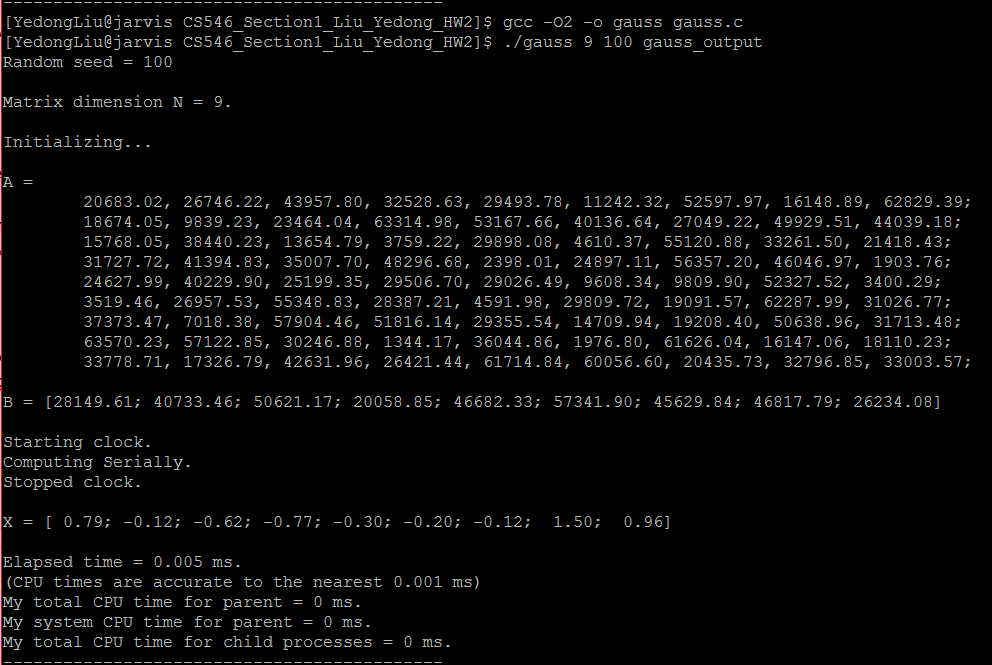 --------------------------------------------
[YedongLiu@jarvis CS546_Section1_Liu_Yedong_HW2]$ gcc -O2 -o gauss gauss.c
[YedongLiu@jarvis CS546_Section1_Liu_Yedong_HW2]$ ./gauss 9 100 gauss_output
Random seed = 100
Matrix dimension N = 9.
Initializing...
A =
20683.02, 26746.22, 43957.80, 32528.63, 29493.78, 11242.32, 52597.97, 16148.89, 62829.39;
18674.05, 9839.23, 23464.04, 63314.98, 53167.66, 40136.64, 27049.22, 49929.51, 44039.18;
15768.05, 38440.23, 13654.79, 3759.22, 29898.08, 4610.37, 55120.88, 33261.50, 21418.43;
31727.72, 41394.83, 35007.70, 48296.68, 2398.01, 24897.11, 56357.20, 46046.97, 1903.76;
24627.99, 40229.90, 25199.35, 29506.70, 29026.49, 9608.34, 9809.90, 52327.52, 3400.29;
3519.46, 26957.53, 55348.83, 28387.21, 4591.98, 29809.72, 19091.57, 62287.99, 31026.77;
37373.47, 7018.38, 57904.46, 51816.14, 29355.54, 14709.94, 19208.40, 50638.96, 31713.48;
63570.23, 57122.85, 30246.88, 1344.17, 36044.86, 1976.80, 61626.04, 16147.06, 18110.23;
33778.71, 17326.79, 42631.96, 26421.44, 61714.84, 60056.60, 20435.73, 32796.85, 33003.57;
B = [28149.61; 40733.46; 50621.17; 20058.85; 46682.33; 57341.90; 45629.84; 46817.79; 26234.08]
Starting clock.
Computing Serially.
Stopped clock.
X = [ 0.79; -0.12; -0.62; -0.77; -0.30; -0.20; -0.12;  1.50;  0.96]
Elapsed time = 0.005 ms.
(CPU times are accurate to the nearest 0.001 ms)
My total CPU time for parent = 0 ms.
My system CPU time for parent = 0 ms.
My total CPU time for child processes = 0 ms.
--------------------------------------------